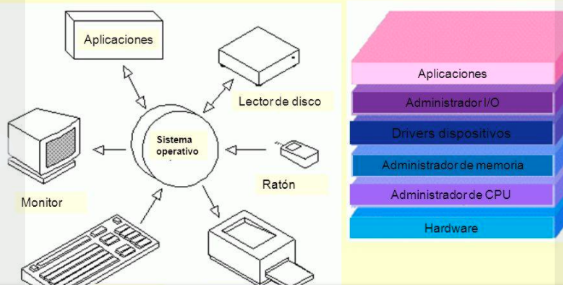 Aplicaciones
Lector de disco
Sistema
operativo
Ratón
Monitor
Aplicaciones
Administrador I/O
Drivers dispositivos
Administrador de memoria
Administrador de CPU
Hardware